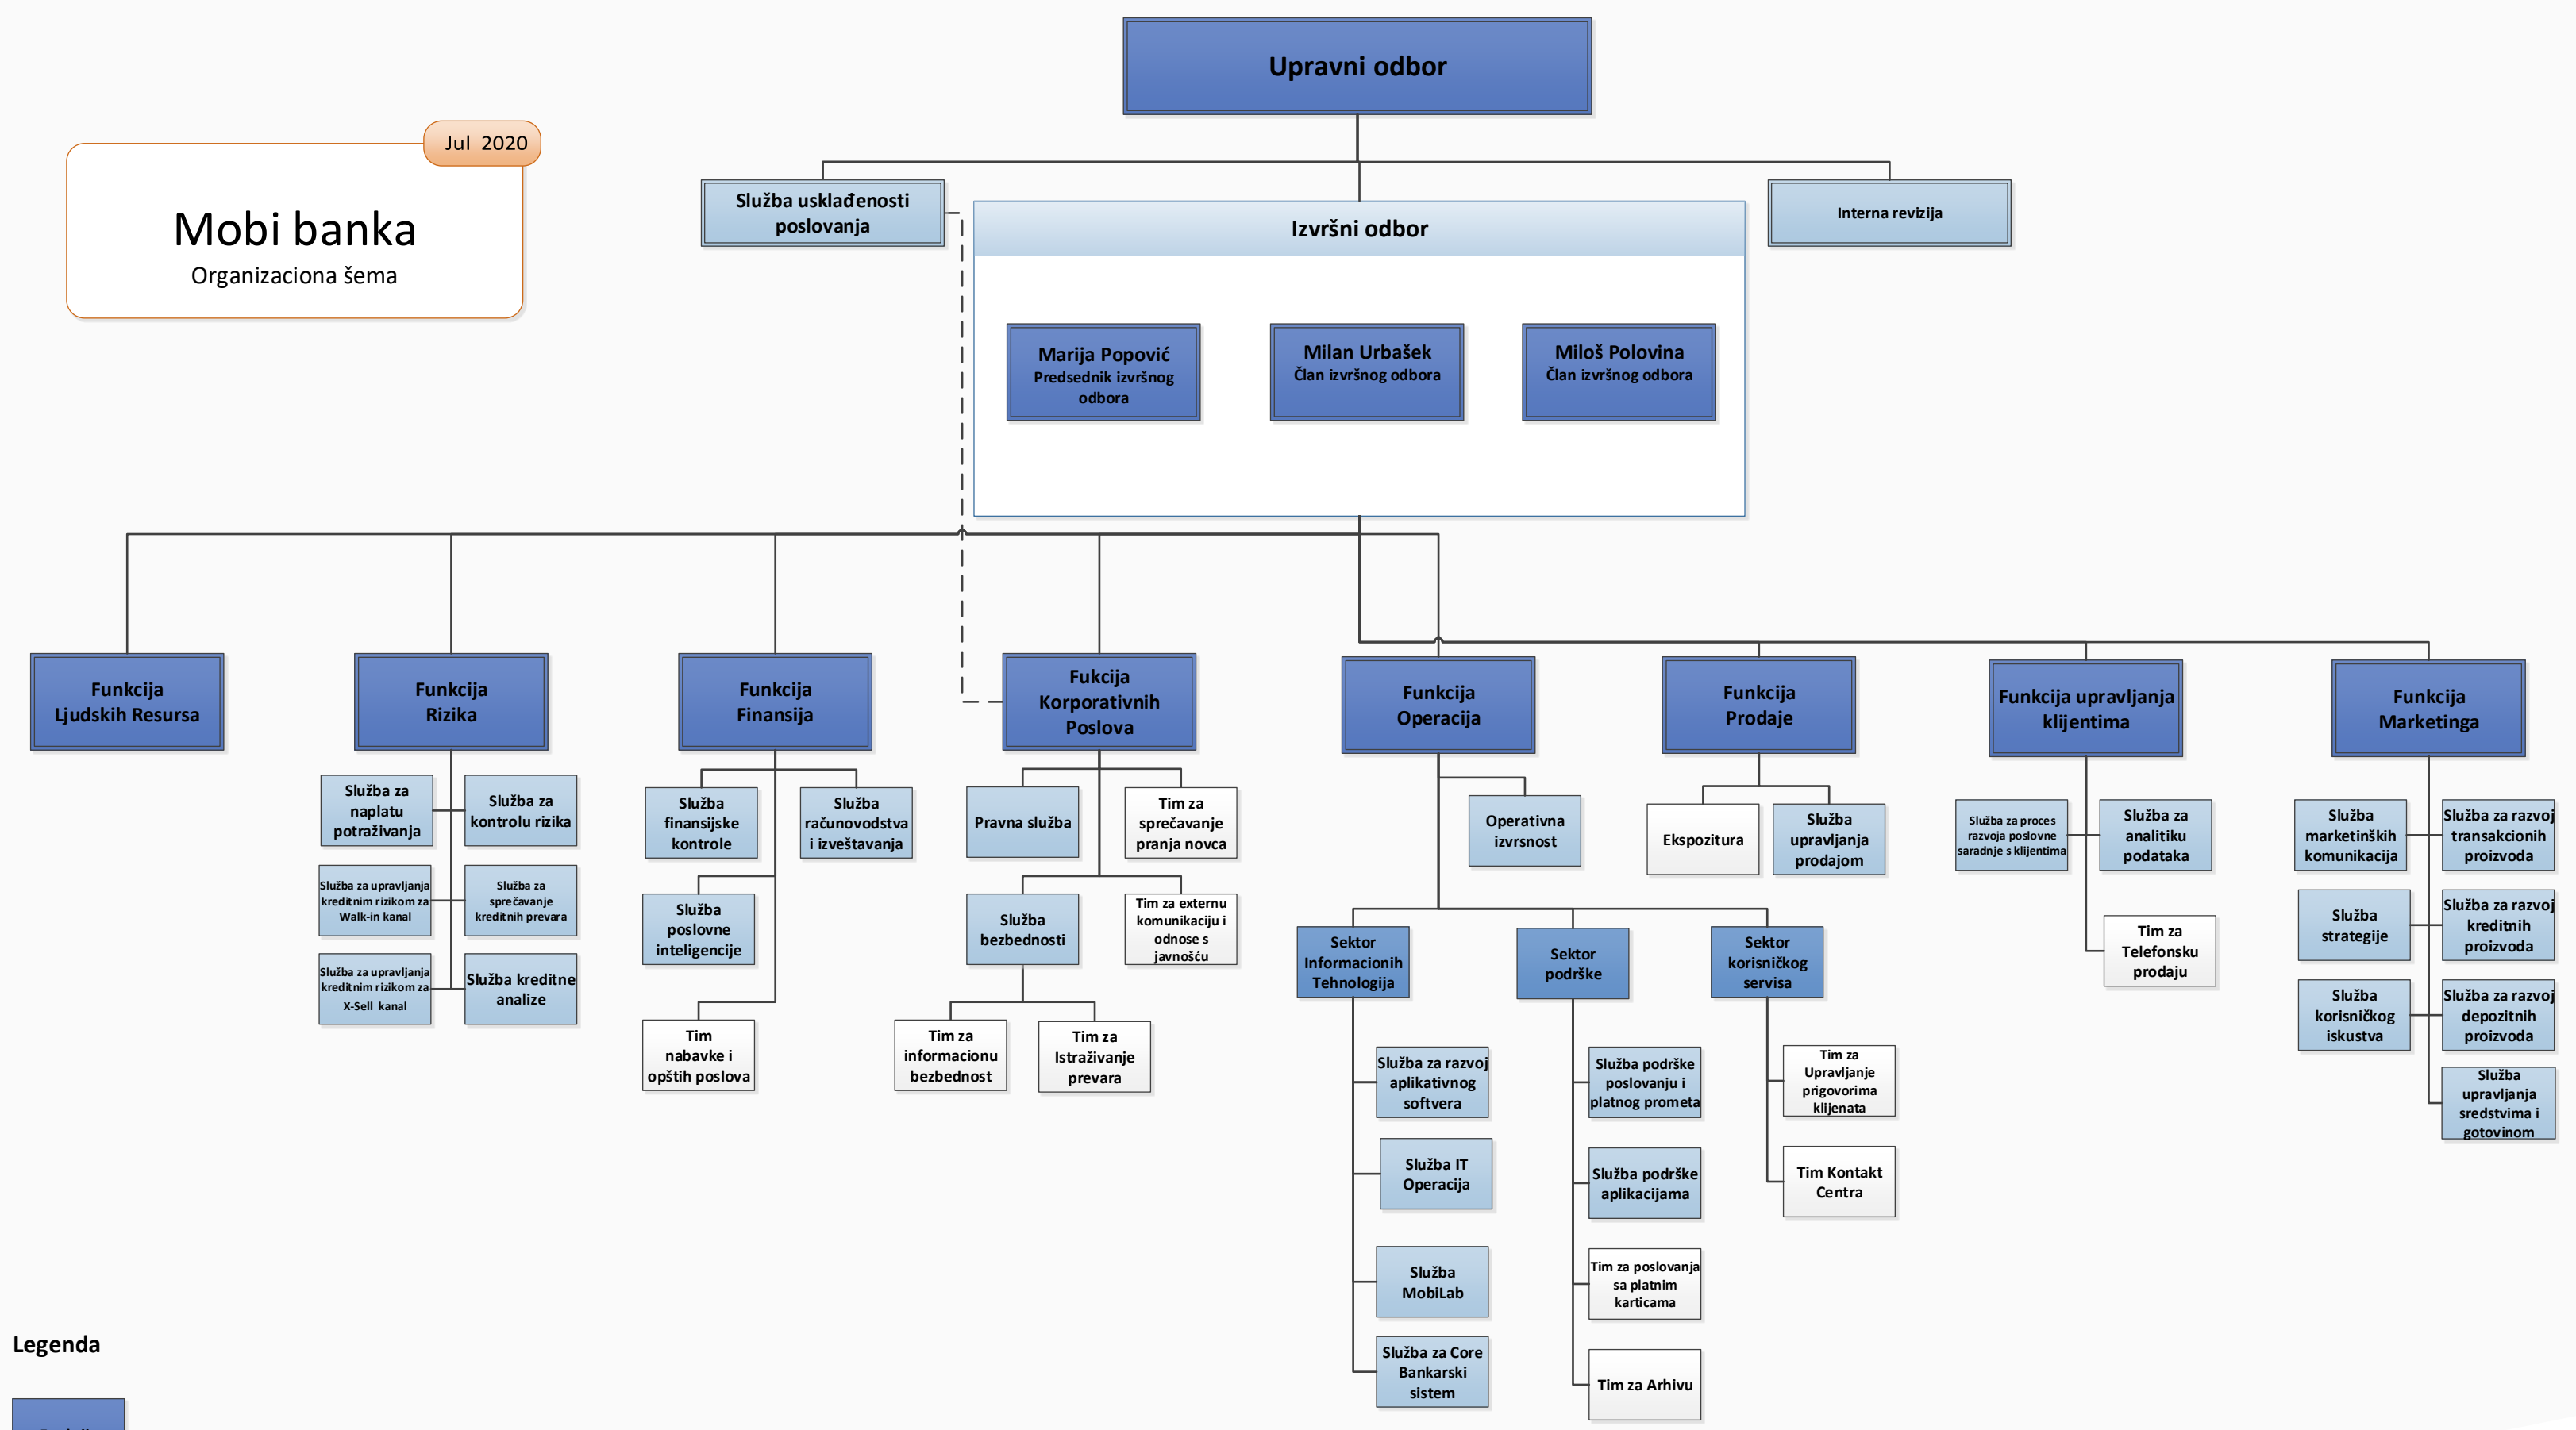 Upravni odbor
Jul 2020
Mobi banka
Organizaciona šema
Služba usklađenosti
poslovanja
Izvršni odbor
Interna revizija
Marija Popović
Predsednik izvršnog
odbora
Milan Urbašek
Član izvršnog odbora
Miloš Polovina
Član izvršnog odbora
Funkcija
Ljudskih Resursa
Funkcija
Rizika
Funkcija
Finansija
Fukcija
Korporativnih
Poslova
Funkcija
Operacija
Funkcija
Prodaje
Funkcija upravljanja
klijentima
Funkcija
Marketinga
Služba za
naplatu
potraživanja
Služba za
kontrolu rizika
Služba za upravljanja
kreditnim rizikom za
Walk-in kanal
Služba za
sprečavanje
kreditnih prevara
Služba za upravljanja
kreditnim rizikom za
X-Sell kanal
Služba kreditne
analize
Služba
finansijske
kontrole
Služba
računovodstva
i izveštavanja
Služba
poslovne
inteligencije
Tim
nabavke i
opštih poslova
Pravna služba
Tim za
sprečavanje
pranja novca
Služba
bezbednosti
Tim za externu
komunikaciju i
odnose s
javnošću
Tim za
informacionu
bezbednost
Tim za
Istraživanje
prevara
Operativna
izvrsnost
Sektor
Informacionih
Tehnologija
Sektor
podrške
Sektor
korisničkog
servisa
Služba za razvoj
aplikativnog
softvera
Služba IT
Operacija
Služba
MobiLab
Služba za Core
Bankarski
sistem
Služba podrške
poslovanju i
platnog prometa
Služba podrške
aplikacijama
Tim za poslovanja
sa platnim
karticama
Tim za Arhivu
Tim za
Upravljanje
prigovorima
klijenata
Tim Kontakt
Centra
Ekspozitura
Služba
upravljanja
prodajom
Služba za proces
razvoja poslovne
saradnje s klijentima
Služba za
analitiku
podataka
Tim za
Telefonsku
prodaju
Služba
marketinških
komunikacija
Služba za razvoj
transakcionih
proizvoda
Služba
strategije
Služba za razvoj
kreditnih
proizvoda
Služba
korisničkog
iskustva
Služba za razvoj
depozitnih
proizvoda
Služba
upravljanja
sredstvima i
gotovinom
Legenda